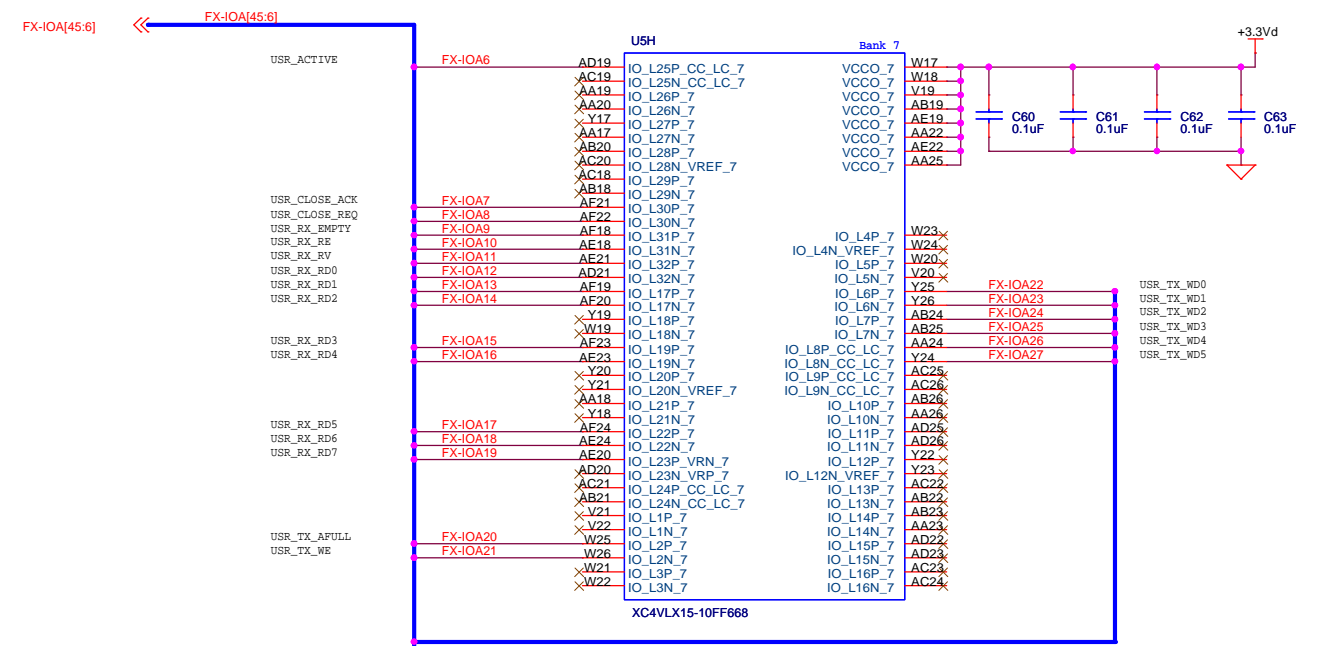 FX-IOA[45:6]
FX-IOA[45:6]
+3.3Vd
U5H
Bank 7
USR_ACTIVE FX-IOA6 AD19 IO_L25P_CC_LC_7 VCCO_7 W17
AC19 IO_L25N_CC_LC_7 VCCO_7 W18
AA19 IO_L26P_7 VCCO_7 V19
AA20 IO_L26N_7 VCCO_7 AB19
Y17 IO_L27P_7 VCCO_7 AE19
AA17 IO_L27N_7 VCCO_7 AA22
AB20 IO_L28P_7 VCCO_7 AE22
AC20 IO_L28N_VREF_7 VCCO_7 AA25
C60 C61 C62 C63
0.1uF 0.1uF 0.1uF 0.1uF
AC18 IO_L29P_7
AB18 IO_L29N_7
USR_CLOSE_ACK FX-IOA7 AF21 IO_L30P_7
USR_CLOSE_REQ FX-IOA8 AF22 IO_L30N_7
USR_RX_EMPTY FX-IOA9 AF18 IO_L31P_7 IO_L4P_7 W23
USR_RX_RE FX-IOA10 AE18 IO_L31N_7 IO_L4N_VREF_7 W24
USR_RX_RV FX-IOA11 AE21 IO_L32P_7 IO_L5P_7 W20
USR_RX_RD0 FX-IOA12 AD21 IO_L32N_7 IO_L5N_7 V20
USR_RX_RD1 FX-IOA13 AF19 IO_L17P_7 IO_L6P_7 Y25 FX-IOA22 USR_TX_WD0
USR_RX_RD2 FX-IOA14 AF20 IO_L17N_7 IO_L6N_7 Y26 FX-IOA23 USR_TX_WD1
Y19 IO_L18P_7 IO_L7P_7 AB24 FX-IOA24 USR_TX_WD2
W19 IO_L18N_7 IO_L7N_7 AB25 FX-IOA25 USR_TX_WD3
USR_RX_RD3 FX-IOA15 AF23 IO_L19P_7 IO_L8P_CC_LC_7 AA24 FX-IOA26 USR_TX_WD4
USR_RX_RD4 FX-IOA16 AE23 IO_L19N_7 IO_L8N_CC_LC_7 Y24 FX-IOA27 USR_TX_WD5
Y20 IO_L20P_7 IO_L9P_CC_LC_7 AC25
Y21 IO_L20N_VREF_7 IO_L9N_CC_LC_7 AC26
AA18 IO_L21P_7 IO_L10P_7 AB26
Y18 IO_L21N_7 IO_L10N_7 AA26
USR_RX_RD5 FX-IOA17 AF24 IO_L22P_7 IO_L11P_7 AD25
USR_RX_RD6 FX-IOA18 AE24 IO_L22N_7 IO_L11N_7 AD26
USR_RX_RD7 FX-IOA19 AE20 IO_L23P_VRN_7 IO_L12P_7 Y22
AD20 IO_L23N_VRP_7 IO_L12N_VREF_7 Y23
AC21 IO_L24P_CC_LC_7 IO_L13P_7 AC22
AB21 IO_L24N_CC_LC_7 IO_L13N_7 AB22
V21 IO_L1P_7 IO_L14P_7 AB23
V22 IO_L1N_7 IO_L14N_7 AA23
USR_TX_AFULL FX-IOA20 W25 IO_L2P_7 IO_L15P_7 AD22
USR_TX_WE FX-IOA21 W26 IO_L2N_7 IO_L15N_7 AD23
W21 IO_L3P_7 IO_L16P_7 AC23
W22 IO_L3N_7 IO_L16N_7 AC24
XC4VLX15-10FF668